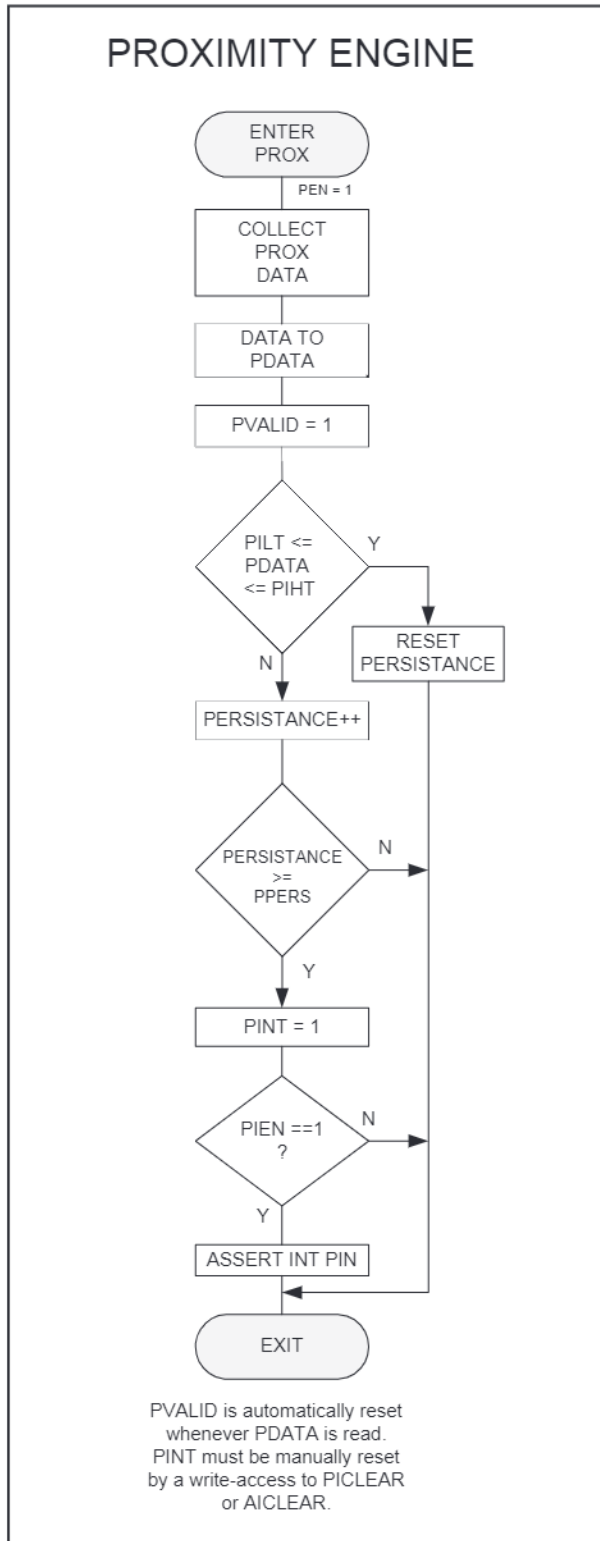 PROXIMITY ENGINE
ENTER
PROX
PEN = 1
COLLECT
PROX
DATA
DATA TO
PDATA
PVALID = 1
PILT <=
PDATA
<= PIHT
Y
RESET
PERSISTANCE
N
PERSISTANCE++
PERSISTANCE
>=
PPERS
N
Y
PINT = 1
PIEN ==1
?
N
Y
ASSERT INT PIN
EXIT
PVALID is automatically reset
whenever PDATA is read.
PINT must be manually reset
by a write-access to PICLEAR
or AICLEAR.